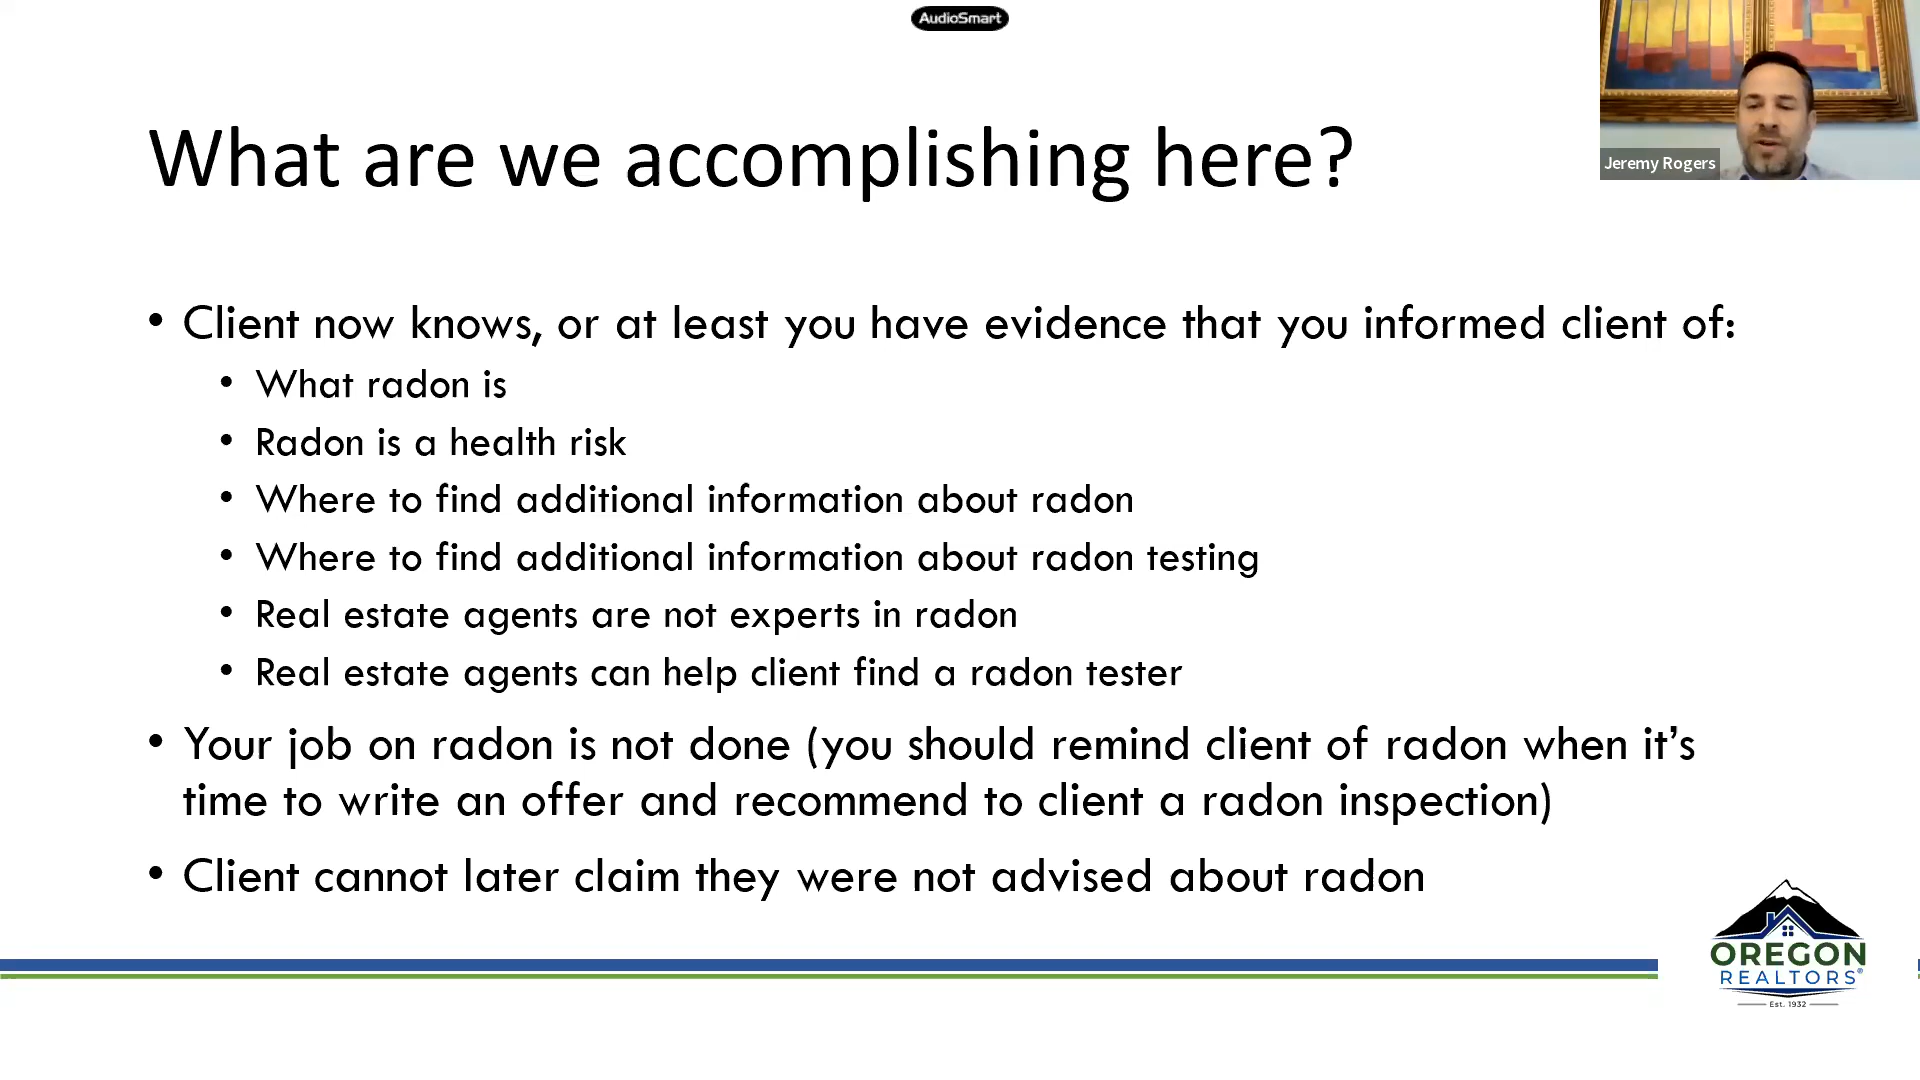 AudioSmart
Jeremy Rogers
What are we accomplishing here?
• Client now knows, or at least you have evidence that you informed client of:
• What radon is
• Radon is a health risk
• Where to find additional information about radon
• Where to find additional information about radon testing
• Real estate agents are not experts in radon
• Real estate agents can help client find a radon tester
• Your job on radon is not done (you should remind client of radon when it’s
time to write an offer and recommend to client a radon inspection)
• Client cannot later claim they were not advised about radon
OREGON
REALTORS®
Est. 1932